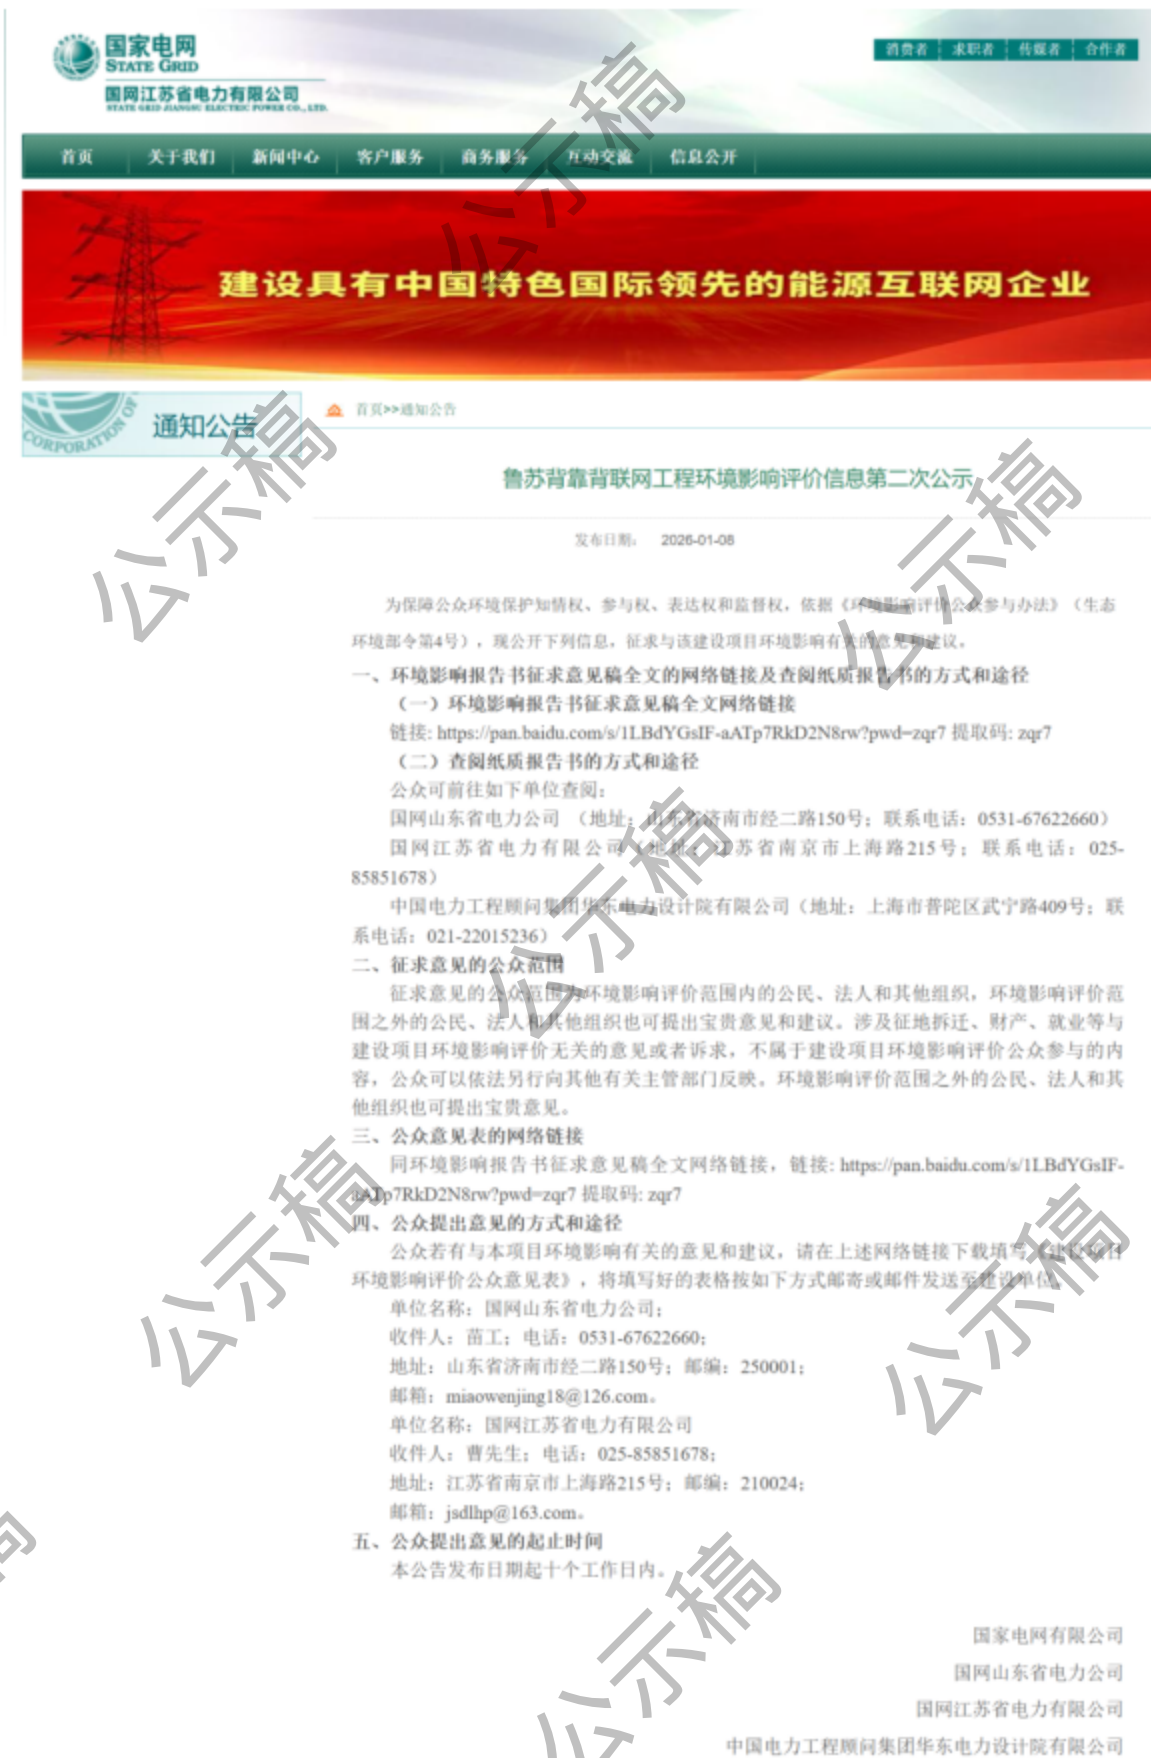 国家电网
STATE GRID
国网江苏省电力有限公司
STATE GRID JIANGSU ELECTRIC POWER CO., LTD.
消费者 求职者 传媒者 合作者
首页 关于我们 新闻中心 客户服务 商务服务 互动交流 信息公开
建设具有中国特色国际领先的能源互联网企业
CORPORATION OF
通知公告
首页>>通知公告
鲁苏背靠背联网工程环境影响评价信息第二次公示
发布日期： 2026-01-08
为保障公众环境保护知情权、参与权、表达权和监督权，依据《环境影响评价公众参与办法》（生态
环境部令第4号），现公开下列信息，征求与该建设项目环境影响有关的意见和建议。
一、环境影响报告书征求意见稿全文的网络链接及查阅纸质报告书的方式和途径
（一）环境影响报告书征求意见稿全文网络链接
链接: https://pan.baidu.com/s/1LBdYGsIF-aATp7RkD2N8rw?pwd=zqr7 提取码: zqr7
（二）查阅纸质报告书的方式和途径
公众可前往如下单位查阅：
国网山东省电力公司 （地址：山东省济南市经二路150号；联系电话：0531-67622660）
国网江苏省电力有限公司（地址：江苏省南京市上海路215号；联系电话：025-
85851678）
中国电力工程顾问集团华东电力设计院有限公司（地址：上海市普陀区武宁路409号；联
系电话：021-22015236）
二、征求意见的公众范围
征求意见的公众范围为环境影响评价范围内的公民、法人和其他组织，环境影响评价范
围之外的公民、法人和其他组织也可提出宝贵意见和建议。涉及征地拆迁、财产、就业等与
建设项目环境影响评价无关的意见或者诉求，不属于建设项目环境影响评价公众参与的内
容，公众可以依法另行向其他有关主管部门反映。环境影响评价范围之外的公民、法人和其
他组织也可提出宝贵意见。
三、公众意见表的网络链接
同环境影响报告书征求意见稿全文网络链接，链接: https://pan.baidu.com/s/1LBdYGsIF-
aATp7RkD2N8rw?pwd=zqr7 提取码: zqr7
四、公众提出意见的方式和途径
公众若有与本项目环境影响有关的意见和建议，请在上述网络链接下载填写《建设项目
环境影响评价公众意见表》，将填写好的表格按如下方式邮寄或邮件发送至建设单位。
单位名称：国网山东省电力公司；
收件人：苗工；电话：0531-67622660；
地址：山东省济南市经二路150号；邮编：250001；
邮箱：miaowenjing18@126.com。
单位名称：国网江苏省电力有限公司
收件人：曹先生；电话：025-85851678；
地址：江苏省南京市上海路215号；邮编：210024；
邮箱：jsdlhp@163.com。
五、公众提出意见的起止时间
本公告发布日期起十个工作日内。
国家电网有限公司
国网山东省电力公司
国网江苏省电力有限公司
中国电力工程顾问集团华东电力设计院有限公司
公示稿
公示稿
公示稿
公示稿
公示稿
公示稿
稿
公示稿